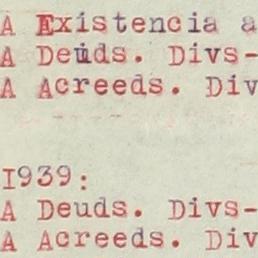 A Existencia a
A Deuds. Divs-
A Acreeds. Div
1939:
A Deuds. Divs-
A Acreeds. Div